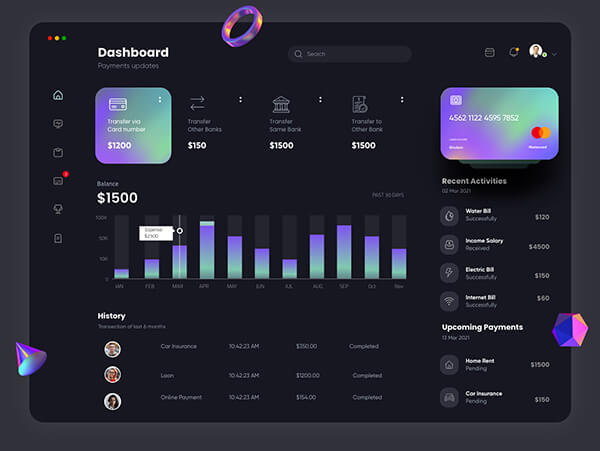 Dashboard
Payments updates
Search
Transfer via
Card number
$1200
Transfer
Other Banks
$150
Transfer
Same Bank
$1500
Transfer to
Other Bank
$1500
4562 1122 4595 7852
Mastercard
Balance
$1500
PAST 30 DAYS
100K
Expense
$2500
JAN
FEB
MAR
APR
MAY
JUN
JUL
AUG
SEP
Oct
Nov
Recent Activities
02 Mar 2021
Water Bill
Successfully
$120
Income Salary
Received
$4500
Electric Bill
Successfully
$150
Internet Bill
Successfully
$60
Upcoming Payments
13 Mar 2021
Home Rent
Pending
$1500
Car Insurance
Pending
$150
History
Transection of last 6 months
Car Insurance 10:42:23 AM $350.00 Completed
Loan 10:42:23 AM $1200.00 Completed
Online Payment 10:42:23 AM $154.00 Completed